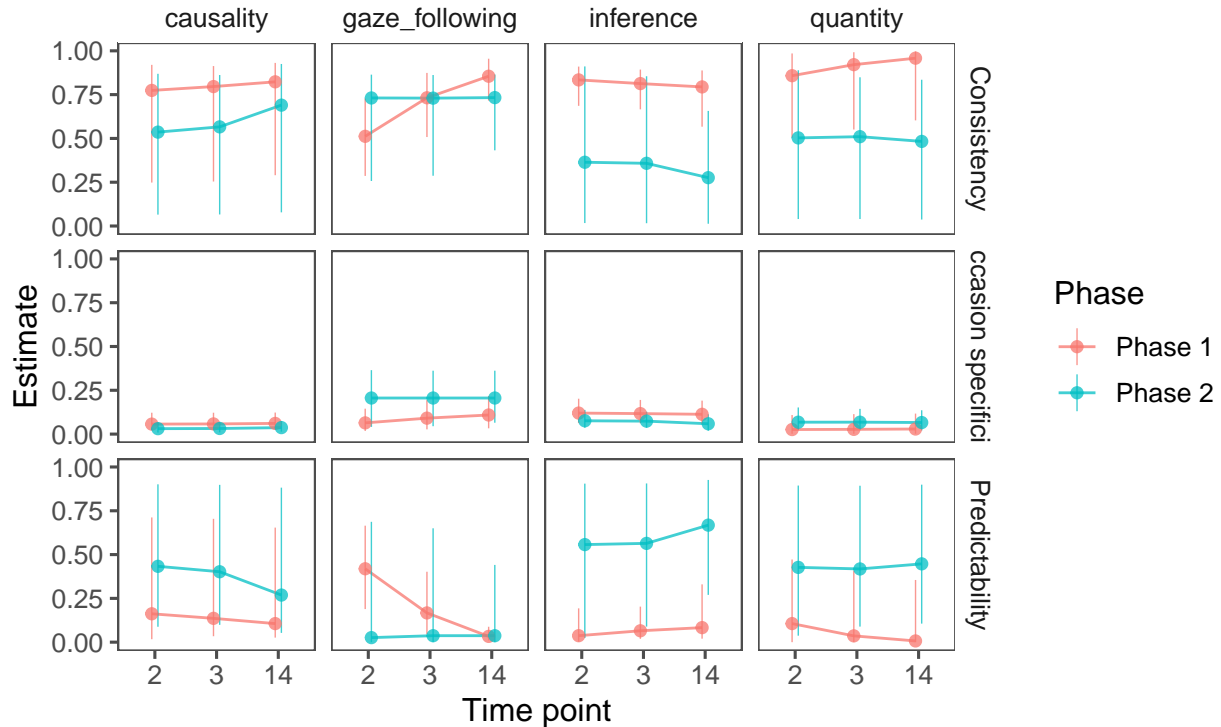 causality gaze_following inference quantity
1.00
0.75
0.50
0.25
0.00
Consistency
1.00
0.75
0.50
0.25
0.00
ccasion specifici
1.00
0.75
0.50
0.25
0.00
Predictability
Estimate
2 3 14 2 3 14 2 3 14 2 3 14
Time point
Phase
Phase 1
Phase 2